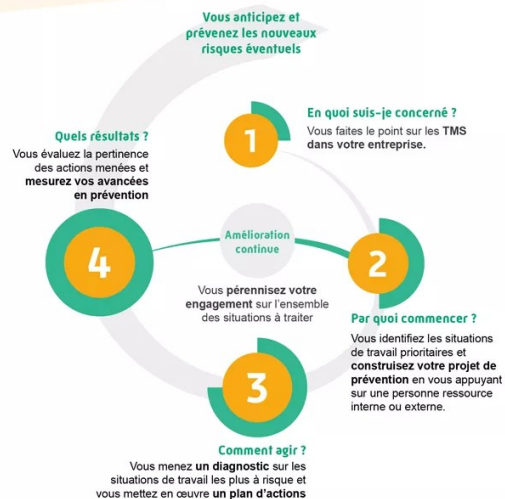 Vous anticipez et
prévenez les nouveaux
risques éventuels
1
En quoi suis-je concerné ?
Vous faites le point sur les TMS
dans votre entreprise.
Quels résultats ?
Vous évaluez la pertinence
des actions menées et
mesurez vos avancées
en prévention
4
Amélioration
continue
2
Vous pérennisez votre
engagement sur l'ensemble
des situations à traiter
Par quoi commencer ?
Vous identifiez les situations
de travail prioritaires et
construisez votre projet de
prévention en vous appuyant
sur une personne ressource
interne ou externe.
3
Comment agir ?
Vous menez un diagnostic sur les
situations de travail les plus à risque et
vous mettez en œuvre un plan d'actions